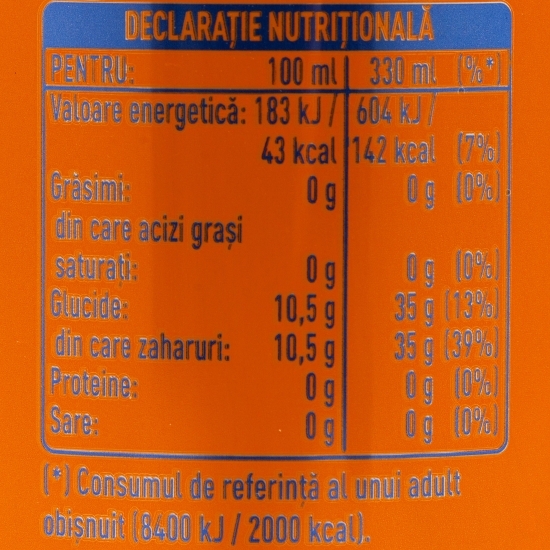 DECLARAȚIE NUTRIȚIONALĂ
PENTRU: 100 ml 330 ml (%*)
Valoare energetică: 183 kJ / 604 kJ /
43 kcal 142 kcal (7%)
Grăsimi: 0 g 0 g (0%)
din care acizi grași
saturați: 0 g 0 g (0%)
Glucide: 10,5 g 35 g (13%)
din care zaharuri: 10,5 g 35 g (39%)
Proteine: 0 g 0 g (0%)
Sare: 0 g 0 g (0%)
(*) Consumul de referință al unui adult
obișnuit (8400 kJ / 2000 kcal).